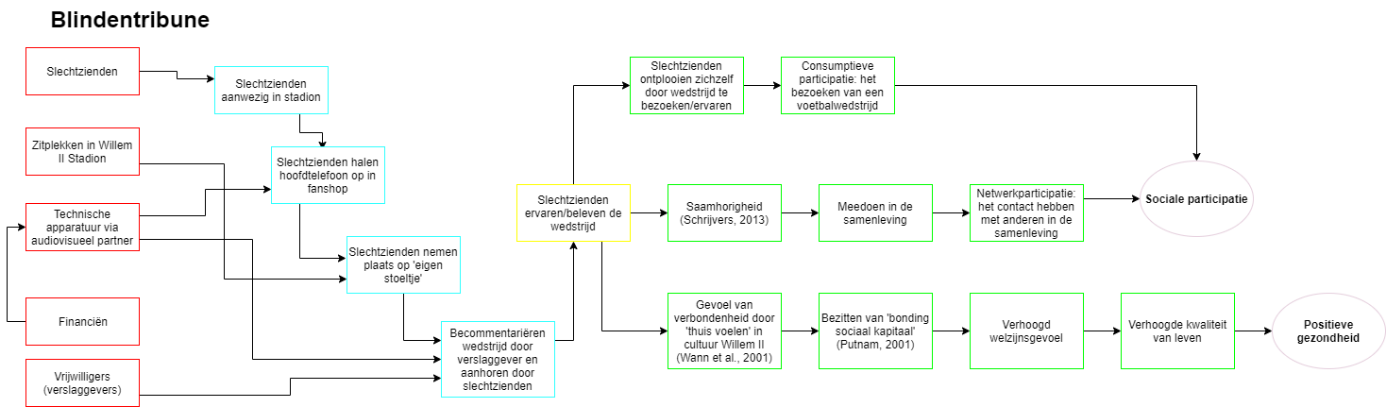 Blindentribune
Slechtzienden
Slechtzienden
aanwezig in stadion
Zitplekken in Willem
II Stadion
Slechtzienden halen
hoofdtelefoon op in
fanshop
Technische
apparatuur via
audiovisueel partner
Slechtzienden nemen
plaats op 'eigen
stoeltje'
Financiën
Vrijwilligers
(verslaggevers)
Becommentariëren
wedstrijd door
verslaggever en
aanhoren door
slechtzienden
Slechtzienden
ervaren/beleven de
wedstrijd
Slechtzienden
ontplooien zichzelf
door wedstrijd te
bezoeken/ervaren
Consumptieve
participatie: het
bezoeken van een
voetbalwedstrijd
Saamhorigheid
(Schrijvers, 2013)
Meedoen in de
samenleving
Netwerkparticipatie:
het contact hebben
met anderen in de
samenleving
Sociale participatie
Gevoel van
verbondenheid door
'thuis voelen' in
cultuur Willem II
(Wann et al., 2001)
Bezitten van 'bonding
sociaal kapitaal'
(Putnam, 2001)
Verhoogd
welzijnsgevoel
Verhoogde kwaliteit
van leven
Positieve
gezondheid